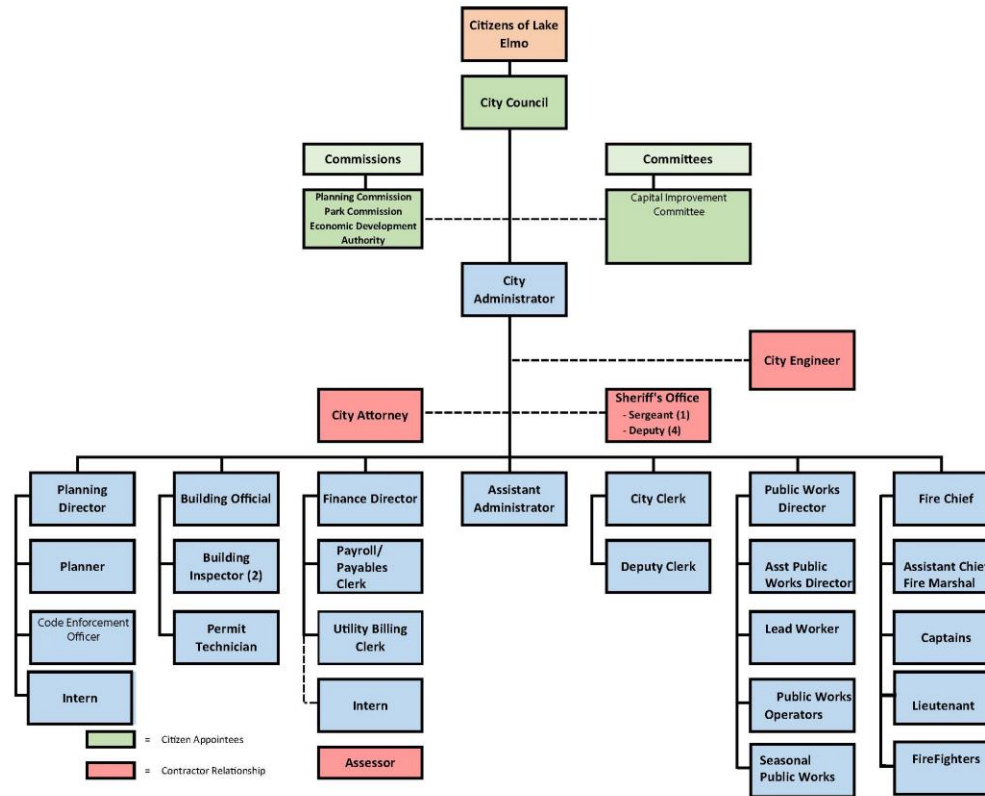 Citizens of Lake
Elmo
City Council
Commissions
Committees
Planning Commission
Park Commission
Economic Development
Authority
Capital Improvement
Committee
City
Administrator
City Engineer
City Attorney
Sheriff's Office
- Sergeant (1)
- Deputy (4)
Planning
Director
Building Official
Finance Director
Assistant
Administrator
City Clerk
Public Works
Director
Fire Chief
Planner
Building
Inspector (2)
Payroll/
Payables
Clerk
Deputy Clerk
Asst Public
Works Director
Assistant Chief
Fire Marshal
Code Enforcement
Officer
Permit
Technician
Utility Billing
Clerk
Lead Worker
Captains
Intern
Intern
Public Works
Operators
Lieutenant
= Citizen Appointees
= Contractor Relationship
Assessor
Seasonal
Public Works
FireFighters